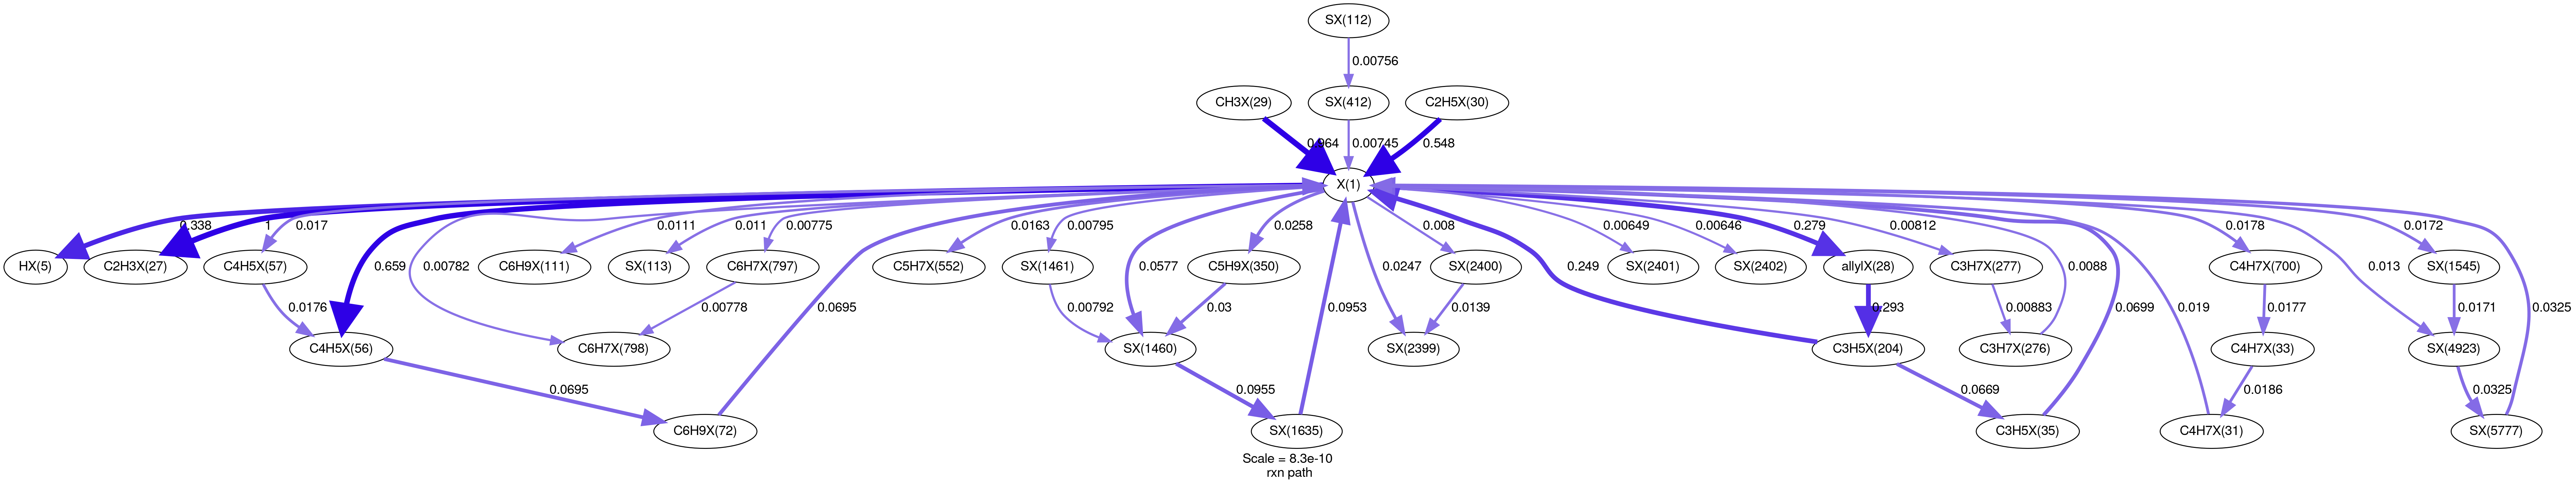 SX(112)
0.00756
CH3X(29)
SX(412)
C2H5X(30)
0.964
0.00745
0.548
X(1)
0.338
1
0.017
0.659
0.00782
0.0111
0.011
0.00775
0.0695
0.0163
0.00795
0.0577
0.0258
0.0953
0.0247
0.008
0.249
0.00649
0.00646
0.279
0.00812
0.0088
0.0699
0.019
0.0178
0.013
0.0172
0.0325
HX(5)
C2H3X(27)
C4H5X(57)
C6H9X(111)
SX(113)
C6H7X(797)
C5H7X(552)
SX(1461)
C5H9X(350)
SX(2400)
SX(2401)
SX(2402)
allylX(28)
C3H7X(277)
C4H7X(700)
SX(1545)
0.0176
0.00778
0.00792
0.03
0.0139
0.293
0.00883
0.0177
0.0171
C4H5X(56)
C6H7X(798)
SX(1460)
SX(2399)
C3H5X(204)
C3H7X(276)
C4H7X(33)
SX(4923)
0.0695
0.0955
0.0669
0.0186
0.0325
C6H9X(72)
SX(1635)
C3H5X(35)
C4H7X(31)
SX(5777)
Scale = 8.3e-10
rxn path